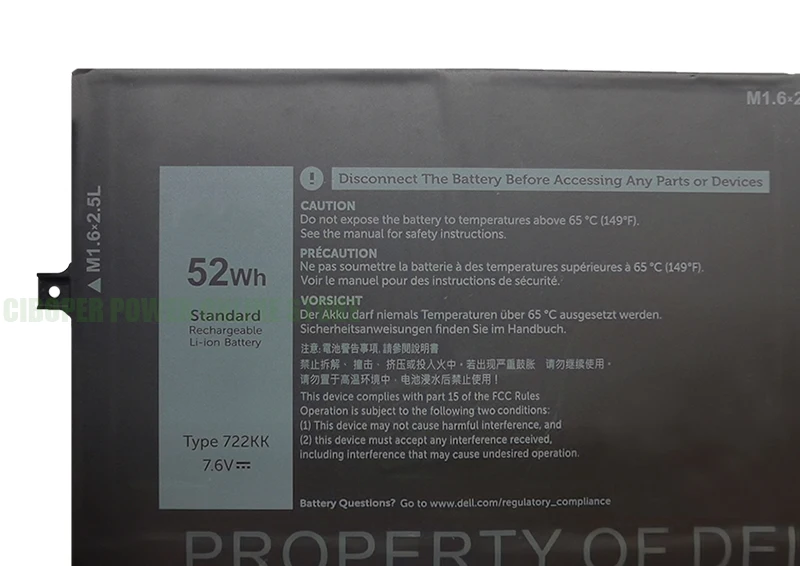 M1.6×2
M1.6×2.5L
! Disconnect The Battery Before Accessing Any Parts or Devices
CAUTION
Do not expose the battery to temperatures above 65 °C (149°F).
See the manual for safety instructions.
52Wh
Standard
Rechargeable
Li-ion Battery
Type 722KK
7.6V
PRÉCAUTION
Ne pas soumettre la batterie à des temperatures supérieures à 65 °C (149°F).
Voir le manuel pour des instructions de sécurité.
VORSICHT
Der Akku darf niemals Temperaturen über 65 °C ausgesetzt werden.
Sicherheitsanweisungen finden Sie im Handbuch.
注意:電池警告事項, 請參閱說明書
禁止拆解、撞击、挤压或投入火中。若出现严重鼓胀 请勿继续使用。
请勿置于高温环境中。电池浸水后禁止使用！
This device complies with part 15 of the FCC Rules
Operation is subject to the following two conditions:
(1) This device may not cause harmful interference, and
(2) this device must accept any interference received,
including interference that may cause undesired operation.
Battery Questions? Go to www.dell.com/regulatory_compliance
PROPERTY OF DEL